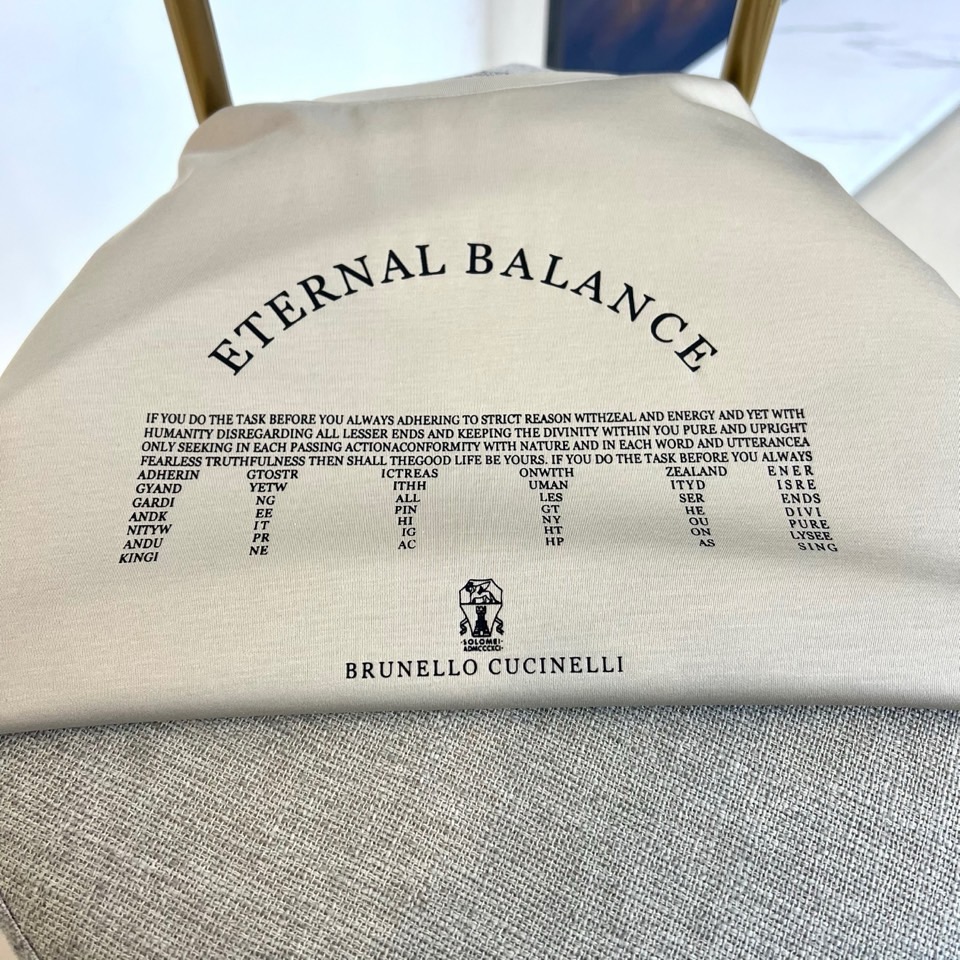 ETERNAL BALANCE
IF YOU DO THE TASK BEFORE YOU ALWAYS ADHERING TO STRICT REASON WITHZEAL AND ENERGY AND YET WITH
HUMANITY DISREGARDING ALL LESSER ENDS AND KEEPING THE DIVINITY WITHIN YOU PURE AND UPRIGHT
ONLY SEEKING IN EACH PASSING ACTIONACONFORMITY WITH NATURE AND IN EACH WORD AND UTTERANCEA
FEARLESS TRUTHFULNESS THEN SHALL THEGOOD LIFE BE YOURS. IF YOU DO THE TASK BEFORE YOU ALWAYS
ADHERIN GTOSTR ICTREAS ONWITH ZEALAND ENER
GYAND YETW ITHH UMAN ITYD ISRE
GARDI NG ALL LES SER ENDS
ANDK EE PIN GT HE DIVI
NITYW IT HI NY OU PURE
ANDU PR IG HT ON LYSEE
KINGI NE AC HP AS SING
SOLOMEI
ADMCCCXCI
BRUNELLO CUCINELLI